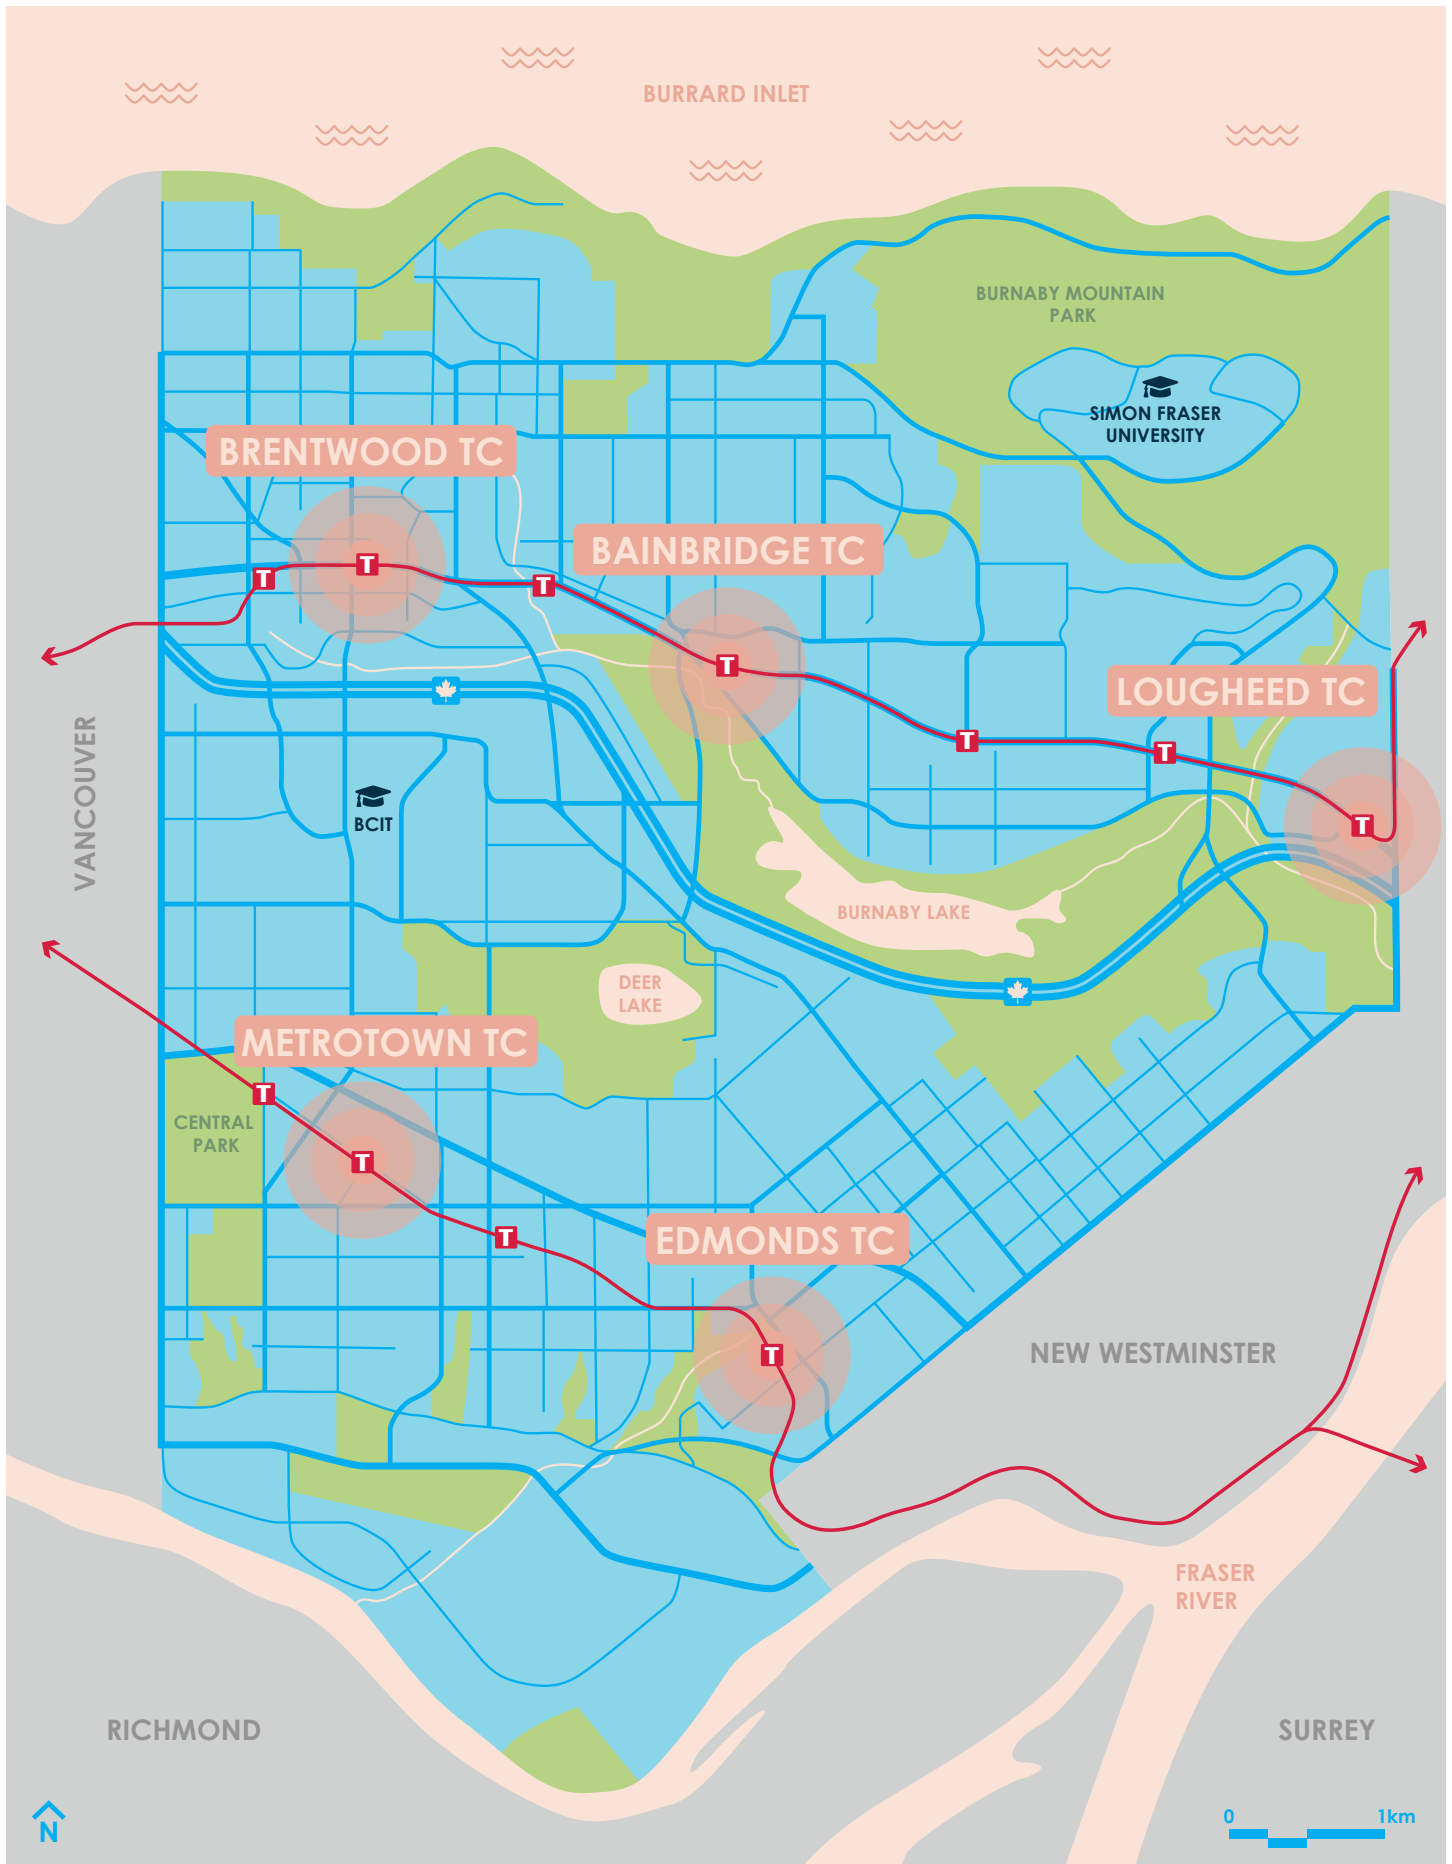 BURRARD INLET
BURNABY MOUNTAIN
PARK
SIMON FRASER
UNIVERSITY
BRENTWOOD TC
BAINBRIDGE TC
T
T
T
T
LOUGHEED TC
T
T
T
VANCOUVER
BCIT
BURNABY LAKE
DEER
LAKE
METROTOWN TC
T
CENTRAL
PARK
T
T
EDMONDS TC
T
NEW WESTMINSTER
FRASER
RIVER
RICHMOND
SURREY
N
0 1km